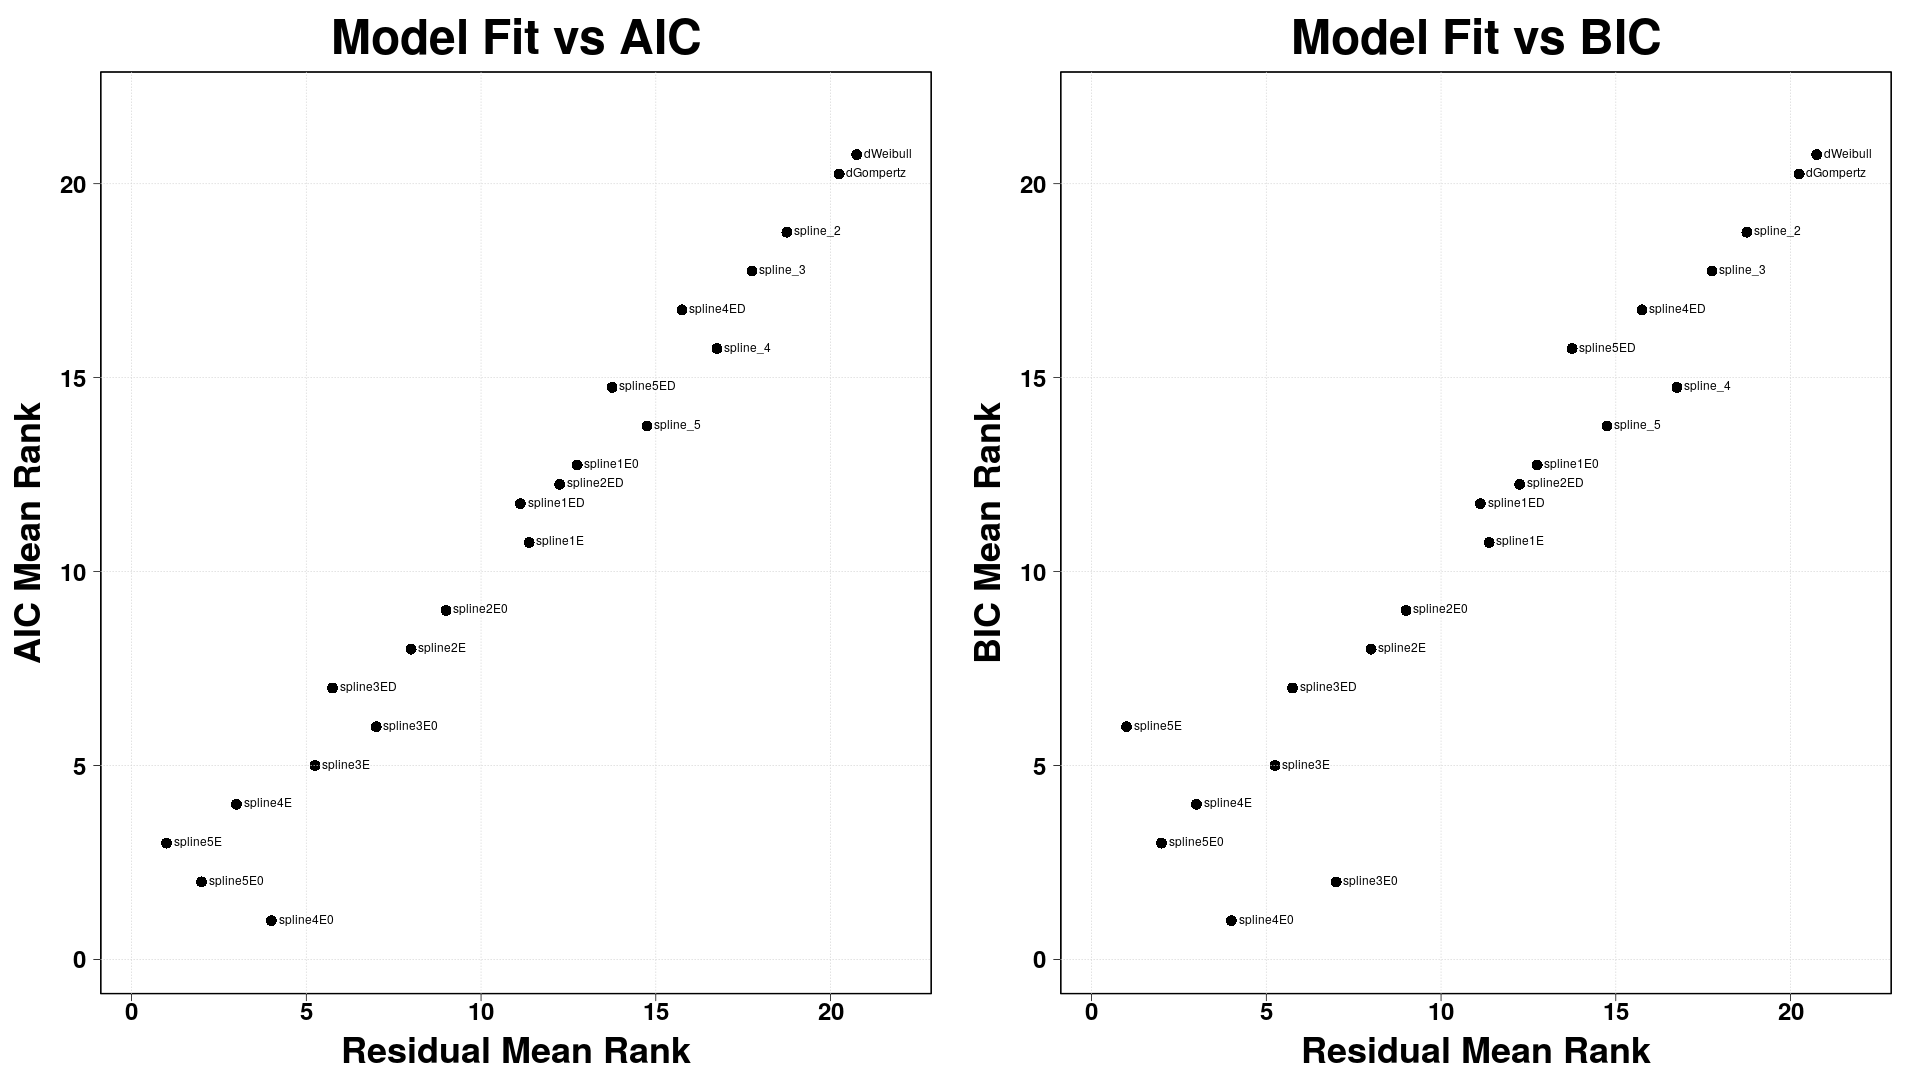 Model Fit vs AIC
AIC Mean Rank
20
15
10
5
0
dWeibull
dGompertz
spline_2
spline_3
spline4ED
spline_4
spline5ED
spline_5
spline1E0
spline2ED
spline1ED
spline1E
spline2E0
spline2E
spline3ED
spline3E0
spline3E
spline4E
spline5E
spline5E0
spline4E0
0 5 10 15 20
Residual Mean Rank
Model Fit vs BIC
BIC Mean Rank
20
15
10
5
0
dWeibull
dGompertz
spline_2
spline_3
spline4ED
spline5ED
spline_4
spline_5
spline1E0
spline2ED
spline1ED
spline1E
spline2E0
spline2E
spline3ED
spline5E
spline3E
spline4E
spline5E0
spline3E0
spline4E0
0 5 10 15 20
Residual Mean Rank